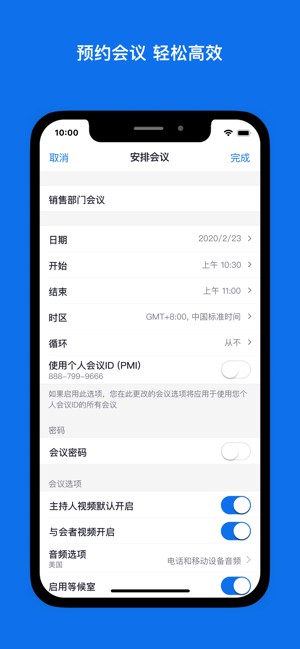 预约会议 轻松高效
10:00
取消 安排会议 完成
销售部门会议
日期 2020/2/23
开始 上午 10:30
结束 上午 11:00
时区 GMT+8:00, 中国标准时间
循环 从不
使用个人会议ID (PMI)
888-799-9666
如果启用此选项，您在此更改的会议选项将应用于使用您个
人会议ID的所有会议
密码
会议密码
会议选项
主持人视频默认开启
与会者视频开启
音频选项 电话和移动设备音频
美国
启用等候室